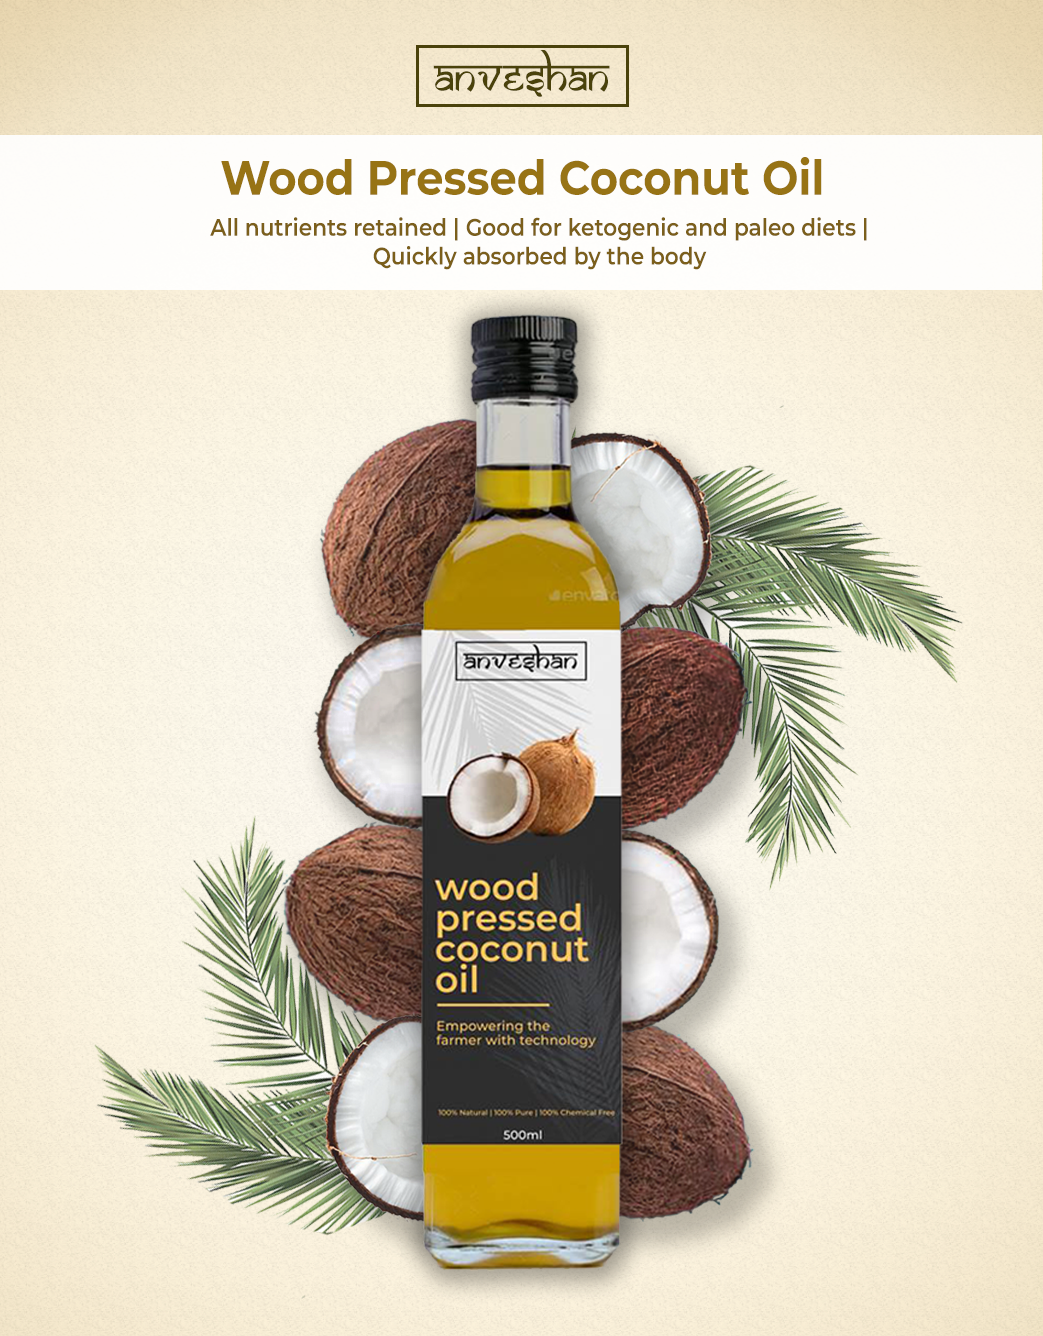 anveshan
Wood Pressed Coconut Oil
All nutrients retained | Good for ketogenic and paleo diets |
Quickly absorbed by the body
anveshan
wood
pressed
coconut
oil
Empowering the
farmer with technology
100% Natural | 100% Pure | 100% Chemical Free
500ml